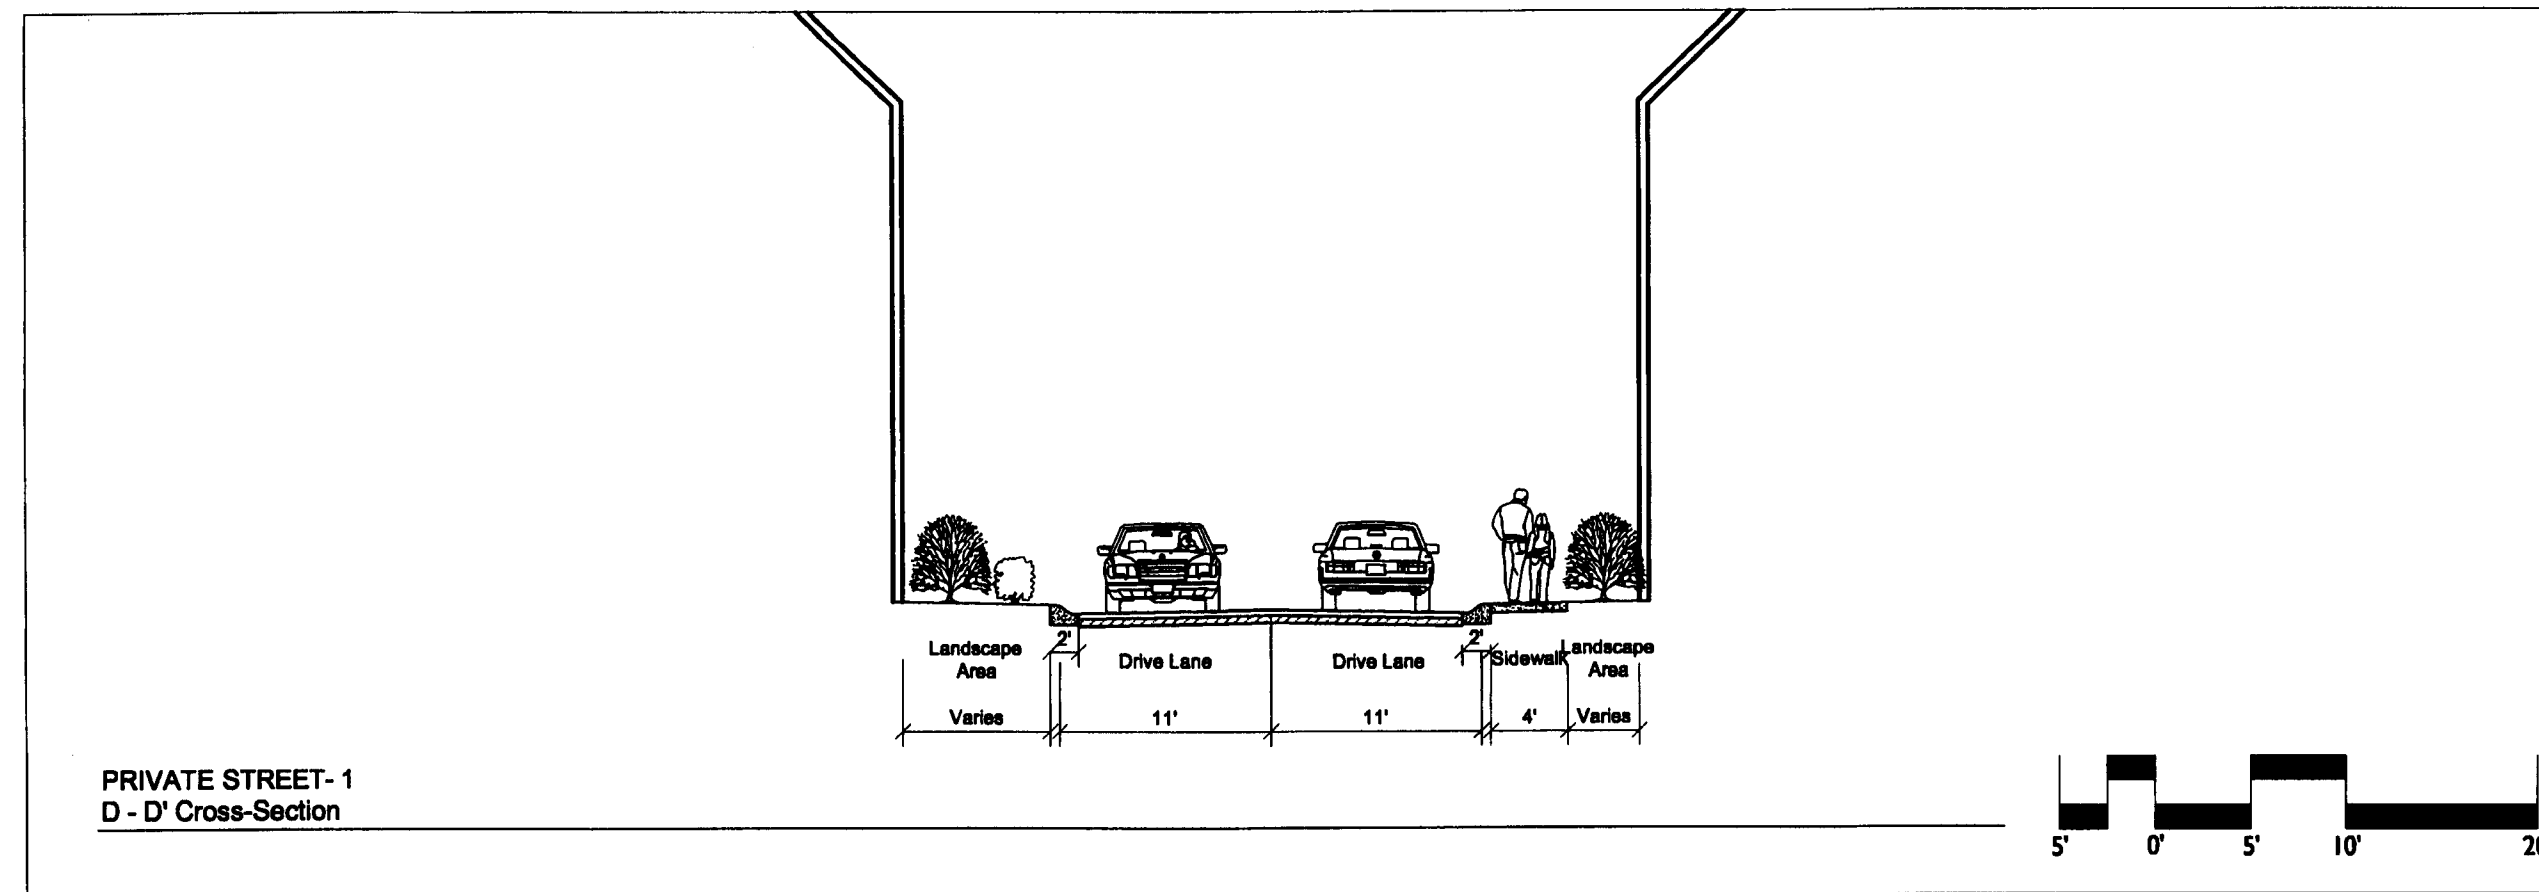 2'
2'
Landscape
Area
Drive Lane
Drive Lane
Sidewalk
Landscape
Area
Varies
11'
11'
4'
Varies
PRIVATE STREET- 1
D - D' Cross-Section
5' 0' 5' 10'